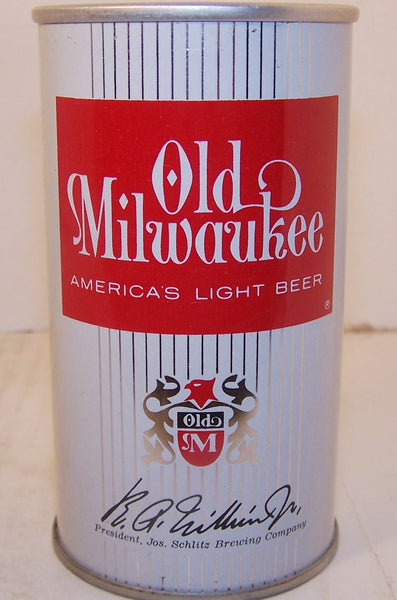 Old
Milwaukee
AMERICA'S LIGHT BEER
®
Old
M
President, Jos. Schlitz Brewing Company